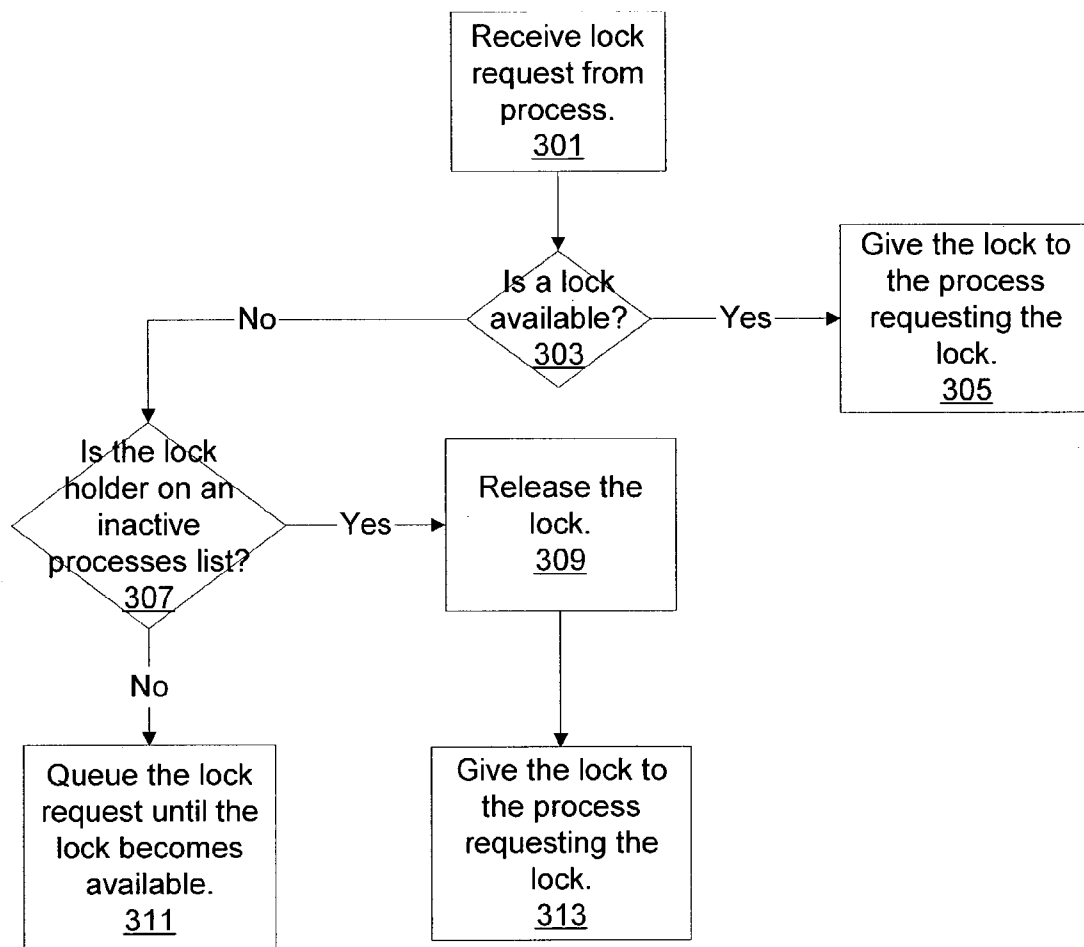 Receive lock
request from
process.
301
Is a lock
available?
303
No
Yes
Give the lock to
the process
requesting the
lock.
305
Is the lock
holder on an
inactive
processes list?
307
Yes
Release the
lock.
309
No
Queue the lock
request until the
lock becomes
available.
311
Give the lock to
the process
requesting the
lock.
313